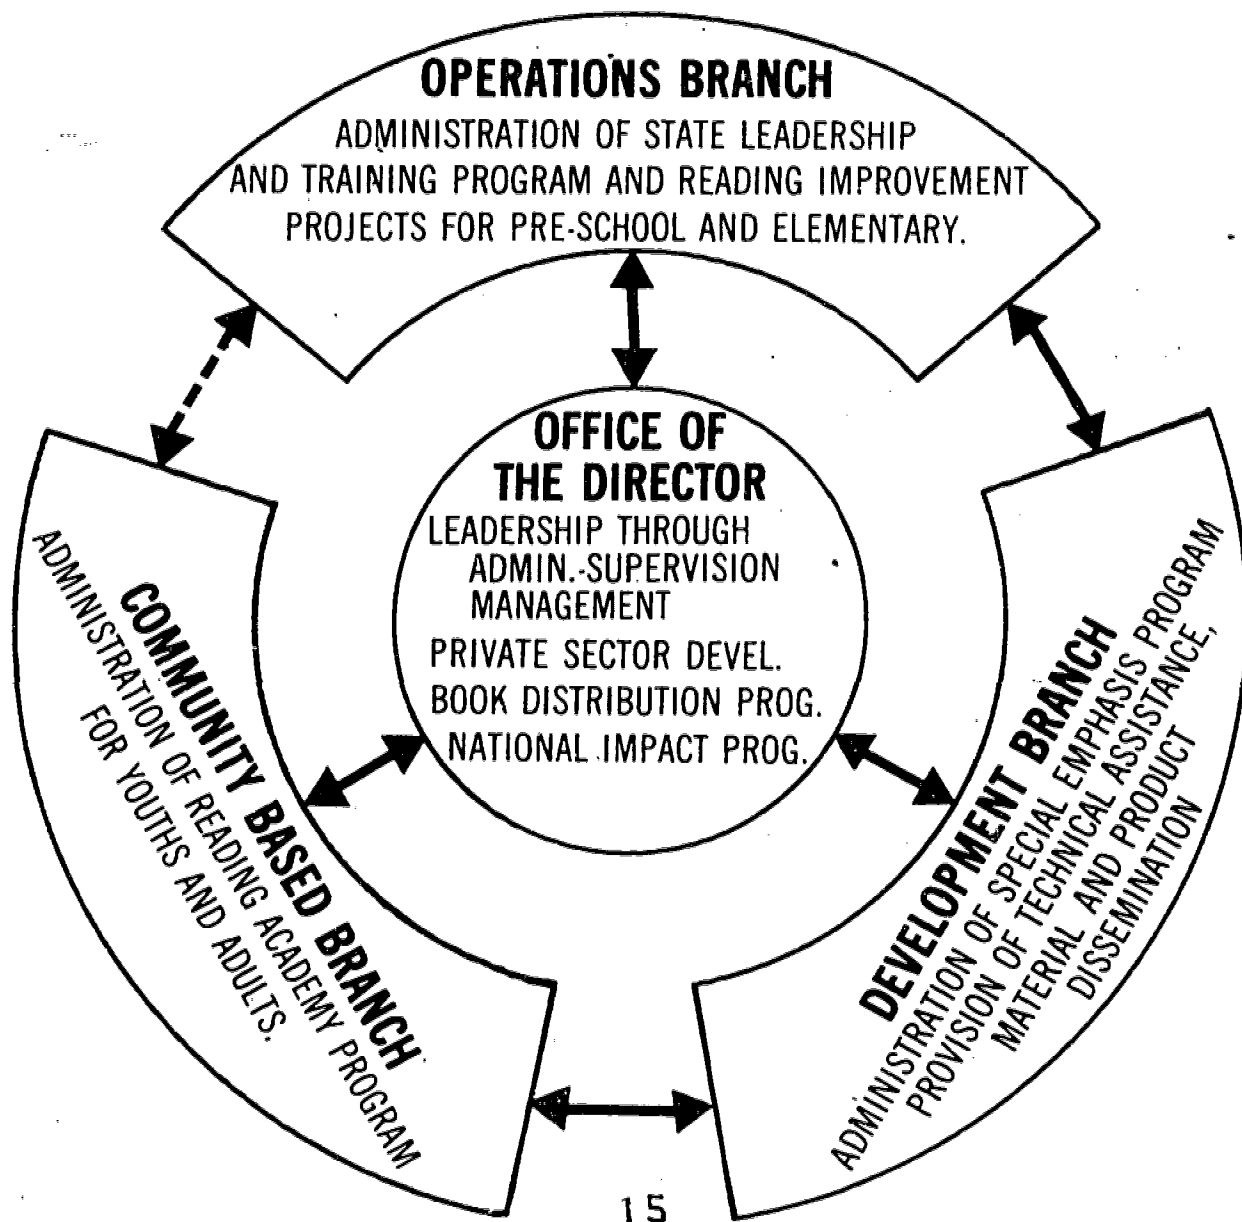 OPERATIONS BRANCH
ADMINISTRATION OF STATE LEADERSHIP
AND TRAINING PROGRAM AND READING IMPROVEMENT
PROJECTS FOR PRE-SCHOOL AND ELEMENTARY.
OFFICE OF
THE DIRECTOR
LEADERSHIP THROUGH
ADMIN.-SUPERVISION
MANAGEMENT
PRIVATE SECTOR DEVEL.
BOOK DISTRIBUTION PROG.
NATIONAL IMPACT PROG.
COMMUNITY BASED BRANCH
ADMINISTRATION OF READING ACADEMY PROGRAM
FOR YOUTHS AND ADULTS.
DEVELOPMENT BRANCH
ADMINISTRATION OF SPECIAL EMPHASIS PROGRAM
PROVISION OF TECHNICAL ASSISTANCE,
MATERIAL AND PRODUCT
DISSEMINATION
15